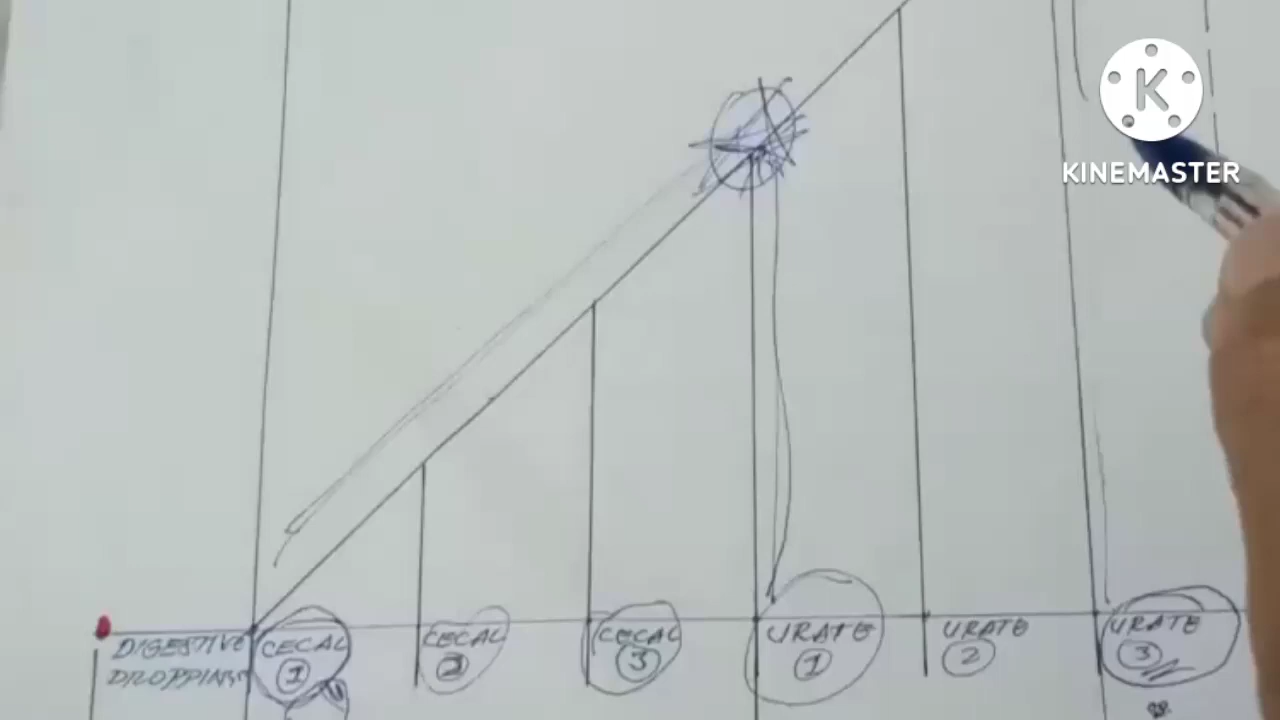 K
KINEMASTER
DIGESTIVE
DROPPINGS
CECAL
1
CECAL
2
CECAL
3
URATE
1
URATE
2
URATE
3